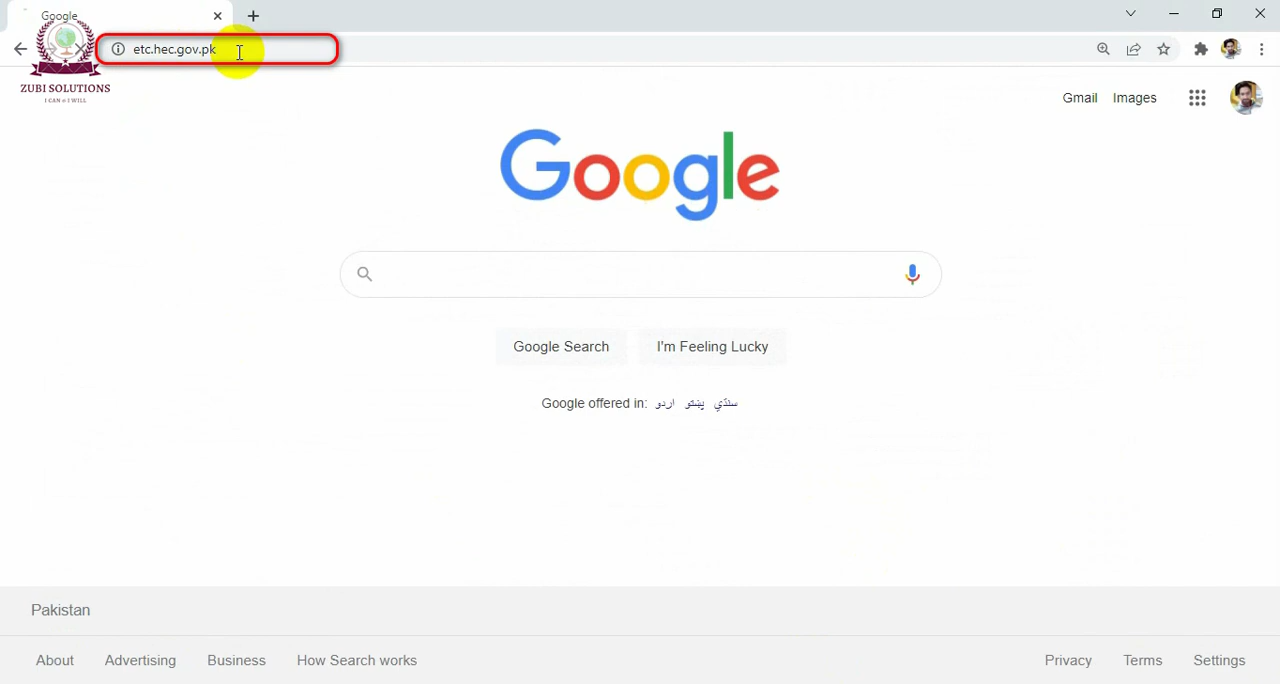 Google
etc.hec.gov.pk
ZUBI SOLUTIONS
I CAN & I WILL
Gmail Images
Google
Google Search I'm Feeling Lucky
Google offered in: اردو پښتو سنڌي
Pakistan
About Advertising Business How Search works Privacy Terms Settings